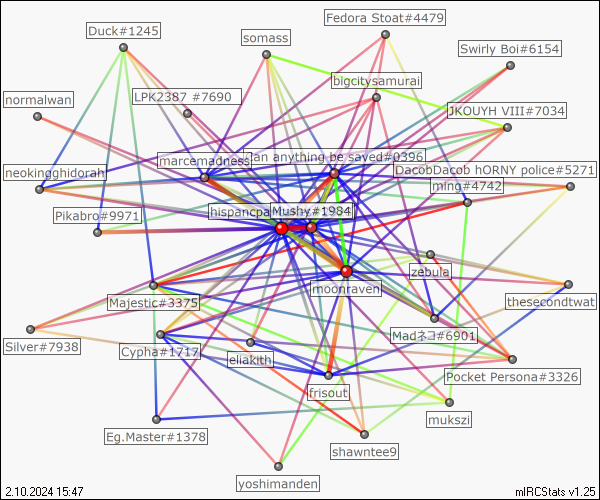 Fedora Stoat#4479
Duck#1245
somass
Swirly Boi#6154
bigcitysamurai
normalwan
LPK2387 #7690
JKOUYH VIII#7034
marcemadness
can anything be sayed#0396
neokingghidorah
DacobDacob hORNY police#5271
ming#4742
Pikabro#9971
hispancpa
Mushy#1984
zebula
moonraven
Majestic#3375
thesecondtwat
Madネコ#6901
Silver#7938
Cypha#1717
eliakith
Pocket Persona#3326
frisout
mukszi
Eg.Master#1378
shawntee9
yoshimanden
2.10.2024 15:47
mIRCStats v1.25